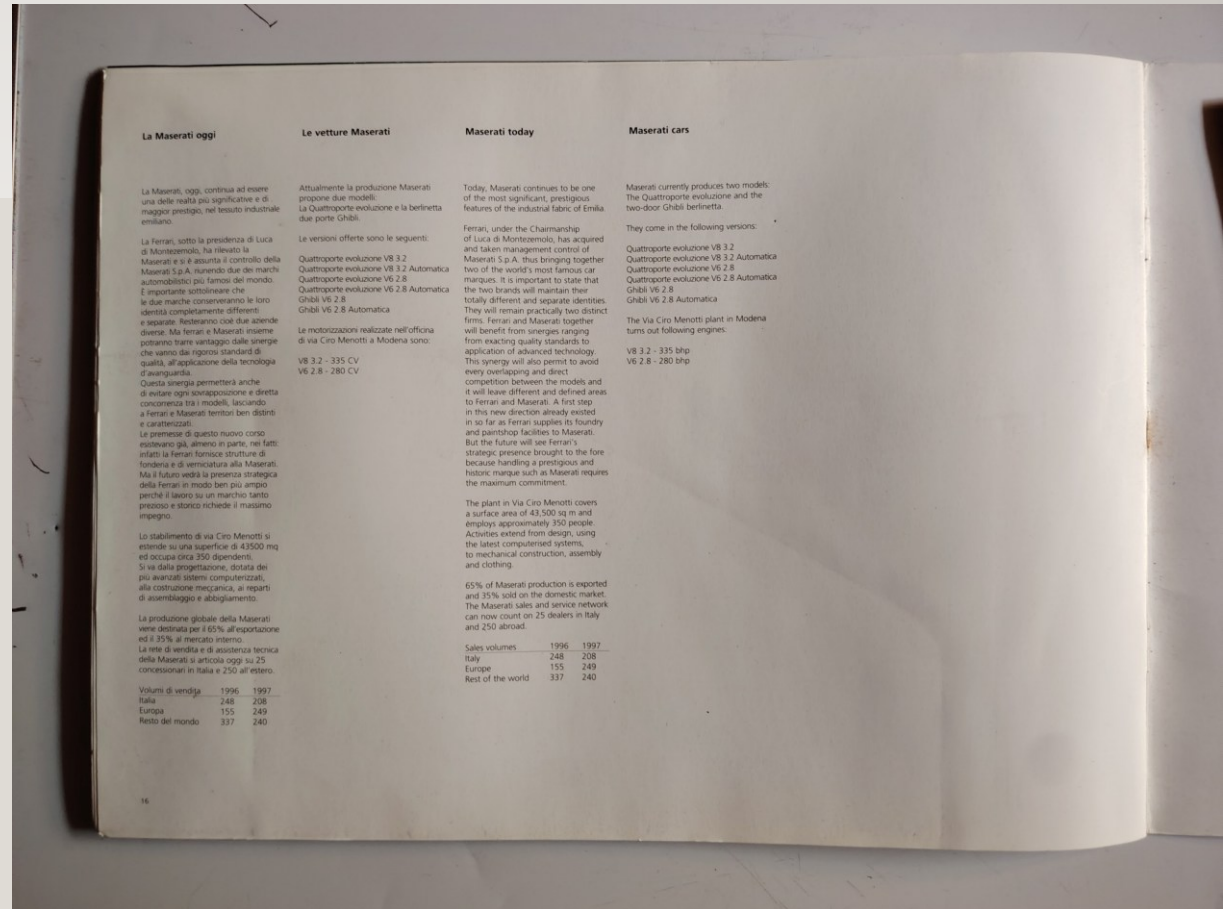 La Maserati oggi
La Maserati, oggi, continua ad essere
una delle realtà più significative e di
maggior prestigio, nel tessuto industriale
emiliano.
La Ferrari, sotto la presidenza di Luca
di Montezemolo, ha rilevato la
Maserati e si è assunta il controllo della
Maserati S.p.A. riunendo due dei marchi
automobilistici più famosi del mondo.
È importante sottolineare che
le due marche conserveranno le loro
identità completamente differenti
e separate. Resteranno cioè due aziende
diverse. Ma ferrari e Maserati insieme
potranno trarre vantaggio dalle sinergie
che vanno dai rigorosi standard di
qualità, all'applicazione della tecnologia
d'avanguardia.
Questa sinergia permetterà anche
di evitare ogni sovrapposizione e diretta
concorrenza tra i modelli, lasciando
a Ferrari e Maserati territori ben distinti
e caratterizzati.
Le premesse di questo nuovo corso
esistevano già, almeno in parte, nei fatti:
infatti la Ferrari fornisce strutture di
fonderia e di verniciatura alla Maserati.
Ma il futuro vedrà la presenza strategica
della Ferrari in modo ben più ampio
perché il lavoro su un marchio tanto
prezioso e storico richiede il massimo
impegno.
Lo stabilimento di via Ciro Menotti si
estende su una superficie di 43500 mq
ed occupa circa 350 dipendenti.
Si va dalla progettazione, dotata dei
più avanzati sistemi computerizzati,
alla costruzione meccanica, ai reparti
di assemblaggio e abbigliamento.
La produzione globale della Maserati
viene destinata per il 65% all'esportazione
ed il 35% al mercato interno.
La rete di vendita e di assistenza tecnica
della Maserati si articola oggi su 25
concessionari in Italia e 250 all'estero.
Volumi di vendita 1996 1997
Italia 248 208
Europa 155 249
Resto del mondo 337 240
16
Le vetture Maserati
Attualmente la produzione Maserati
propone due modelli:
La Quattroporte evoluzione e la berlinetta
due porte Ghibli.
Le versioni offerte sono le seguenti:
Quattroporte evoluzione V8 3.2
Quattroporte evoluzione V8 3.2 Automatica
Quattroporte evoluzione V6 2.8
Quattroporte evoluzione V6 2.8 Automatica
Ghibli V6 2.8
Ghibli V6 2.8 Automatica
Le motorizzazioni realizzate nell'officina
di via Ciro Menotti a Modena sono:
V8 3.2 - 335 CV
V6 2.8 - 280 CV
Maserati today
Today, Maserati continues to be one
of the most significant, prestigious
features of the industrial fabric of Emilia.
Ferrari, under the Chairmanship
of Luca di Montezemolo, has acquired
and taken management control of
Maserati S.p.A. thus bringing together
two of the world's most famous car
marques. It is important to state that
the two brands will maintain their
totally different and separate identities.
They will remain practically two distinct
firms. Ferrari and Maserati together
will benefit from sinergies ranging
from exacting quality standards to
application of advanced technology.
This synergy will also permit to avoid
every overlapping and direct
competition between the models and
it will leave different and defined areas
to Ferrari and Maserati. A first step
in this new direction already existed
in so far as Ferrari supplies its foundry
and paintshop facilities to Maserati.
But the future will see Ferrari's
strategic presence brought to the fore
because handling a prestigious and
historic marque such as Maserati requires
the maximum commitment.
The plant in Via Ciro Menotti covers
a surface area of 43,500 sq m and
employs approximately 350 people.
Activities extend from design, using
the latest computerised systems,
to mechanical construction, assembly
and clothing.
65% of Maserati production is exported
and 35% sold on the domestic market.
The Maserati sales and service network
can now count on 25 dealers in Italy
and 250 abroad.
Sales volumes 1996 1997
Italy 248 208
Europe 155 249
Rest of the world 337 240
Maserati cars
Maserati currently produces two models:
The Quattroporte evoluzione and the
two-door Ghibli berlinetta.
They come in the following versions:
Quattroporte evoluzione V8 3.2
Quattroporte evoluzione V8 3.2 Automatica
Quattroporte evoluzione V6 2.8
Quattroporte evoluzione V6 2.8 Automatica
Ghibli V6 2.8
Ghibli V6 2.8 Automatica
The Via Ciro Menotti plant in Modena
turns out following engines:
V8 3.2 - 335 bhp
V6 2.8 - 280 bhp